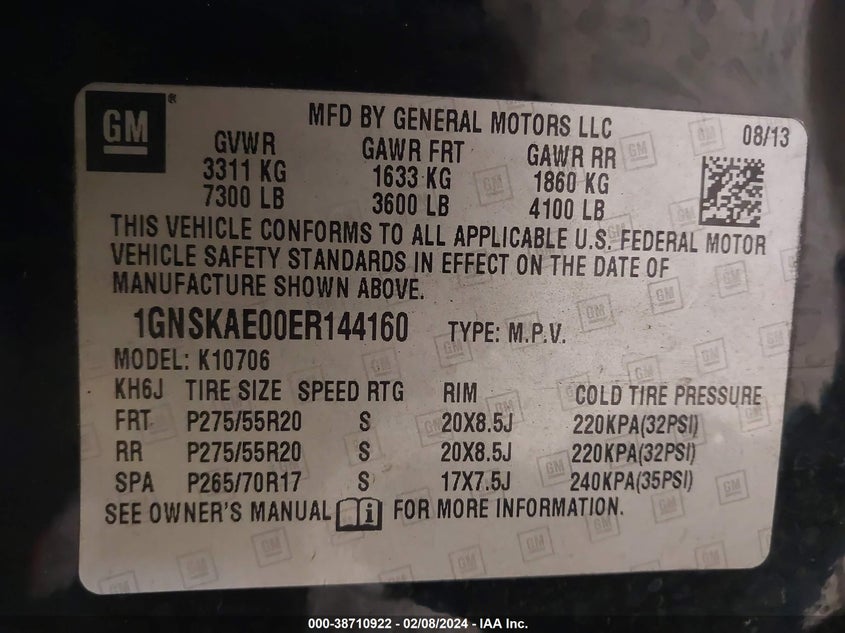 GM ®
MFD BY GENERAL MOTORS LLC 08/13
GVWR GAWR FRT GAWR RR
3311 KG 1633 KG 1860 KG
7300 LB 3600 LB 4100 LB
THIS VEHICLE CONFORMS TO ALL APPLICABLE U.S. FEDERAL MOTOR
VEHICLE SAFETY STANDARDS IN EFFECT ON THE DATE OF
MANUFACTURE SHOWN ABOVE.
1GNSKAE00ER144160 TYPE: M.P.V.
MODEL: K10706
KH6J TIRE SIZE SPEED RTG RIM COLD TIRE PRESSURE
FRT P275/55R20 S 20X8.5J 220KPA(32PSI)
RR P275/55R20 S 20X8.5J 220KPA(32PSI)
SPA P265/70R17 S 17X7.5J 240KPA(35PSI)
SEE OWNER'S MANUAL i FOR MORE INFORMATION.
000-38710922 - 02/08/2024 - IAA Inc.